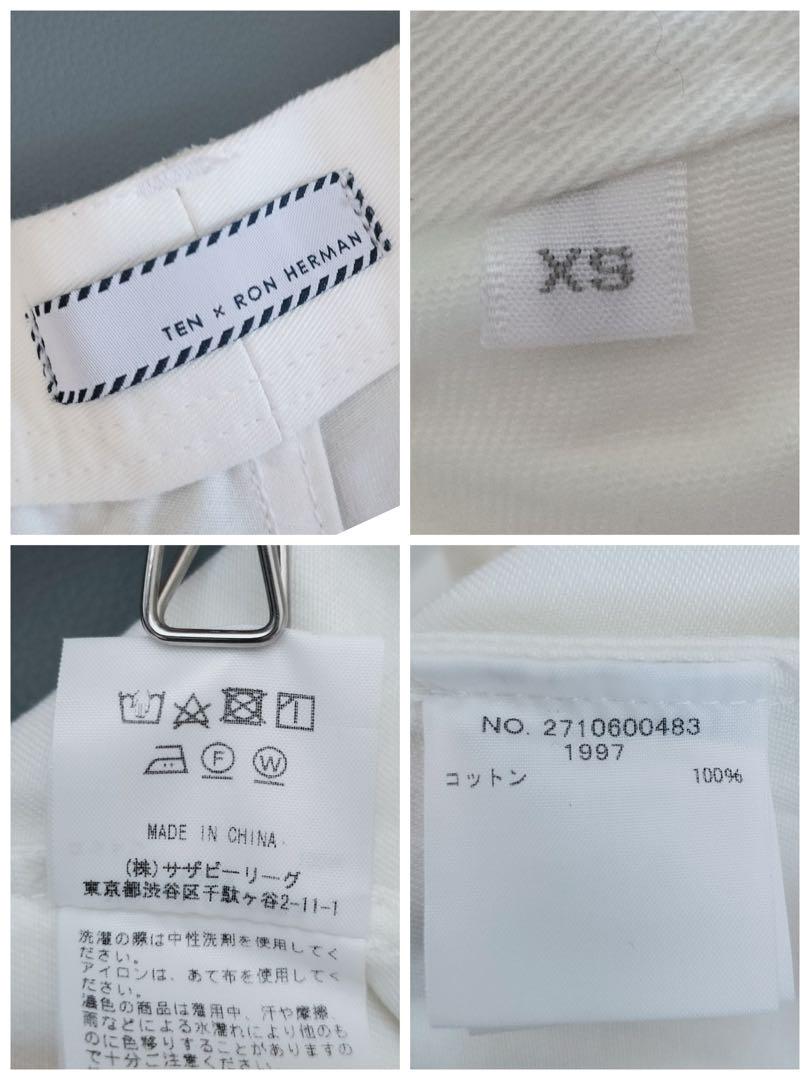 TEN × RON HERMAN
XS
F W
MADE IN CHINA
(株)サザビーリーグ
東京都渋谷区千駄ヶ谷2-11-1
洗濯の際は中性洗剤を使用してく
ださい。
アイロンは、あて布を使用してく
ださい。
濃色の商品は着用中、汗や摩擦、
雨などによる水濡れにより他のも
のに色移りすることがありますの
で十分ご注意ください
NO. 2710600483
1997
コットン 100%